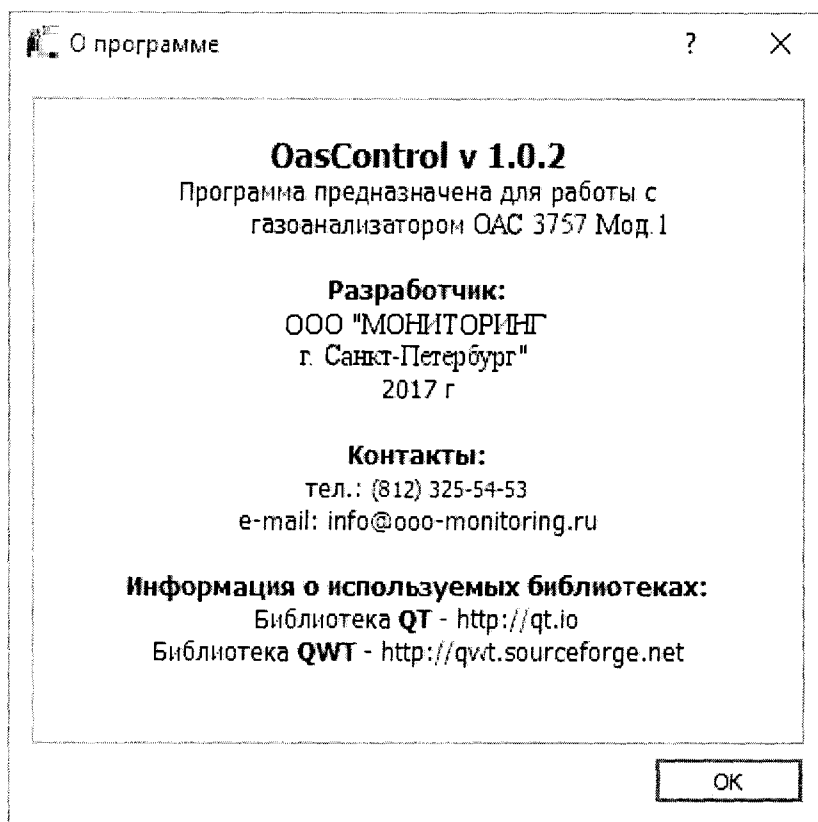 О программе
? ×
OasControl v 1.0.2
Программа предназначена для работы с
газоанализатором ОАС 3757 Мод.1
Разработчик:
ООО "МОНИТОРИНГ
г. Санкт-Петербург"
2017 г
Контакты:
тел.: (812) 325-54-53
e-mail: info@ooo-monitoring.ru
Информация о используемых библиотеках:
Библиотека QT - http://qt.io
Библиотека QWT - http://qwt.sourceforge.net
OK